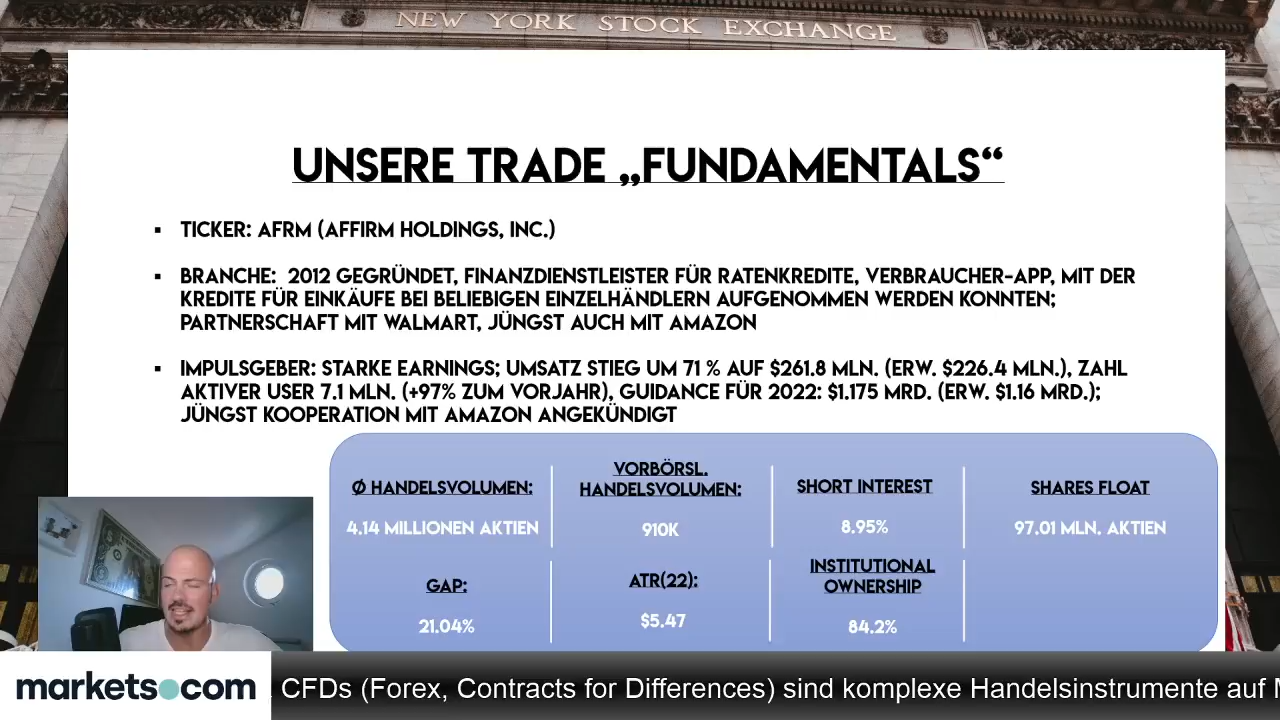 NEW YORK STOCK EXCHANGE
UNSERE TRADE „FUNDAMENTALS“
▪ TICKER: AFRM (AFFIRM HOLDINGS, INC.)
▪ BRANCHE: 2012 GEGRÜNDET, FINANZDIENSTLEISTER FÜR RATENKREDITE, VERBRAUCHER-APP, MIT DER
KREDITE FÜR EINKÄUFE BEI BELIEBIGEN EINZELHÄNDLERN AUFGENOMMEN WERDEN KONNTEN;
PARTNERSCHAFT MIT WALMART, JÜNGST AUCH MIT AMAZON
▪ IMPULSGEBER: STARKE EARNINGS; UMSATZ STIEG UM 71 % AUF $261.8 MLN. (ERW. $226.4 MLN.), ZAHL
AKTIVER USER 7.1 MLN. (+97% ZUM VORJAHR), GUIDANCE FÜR 2022: $1.175 MRD. (ERW. $1.16 MRD.);
JÜNGST KOOPERATION MIT AMAZON ANGEKÜNDIGT
Ø HANDELSVOLUMEN:
4.14 MILLIONEN AKTIEN
VORBÖRSL.
HANDELSVOLUMEN:
910K
SHORT INTEREST
8.95%
SHARES FLOAT
97.01 MLN. AKTIEN
GAP:
21.04%
ATR(22):
$5.47
INSTITUTIONAL
OWNERSHIP
84.2%
markets.com
CFDs (Forex, Contracts for Differences) sind komplexe Handelsinstrumente auf